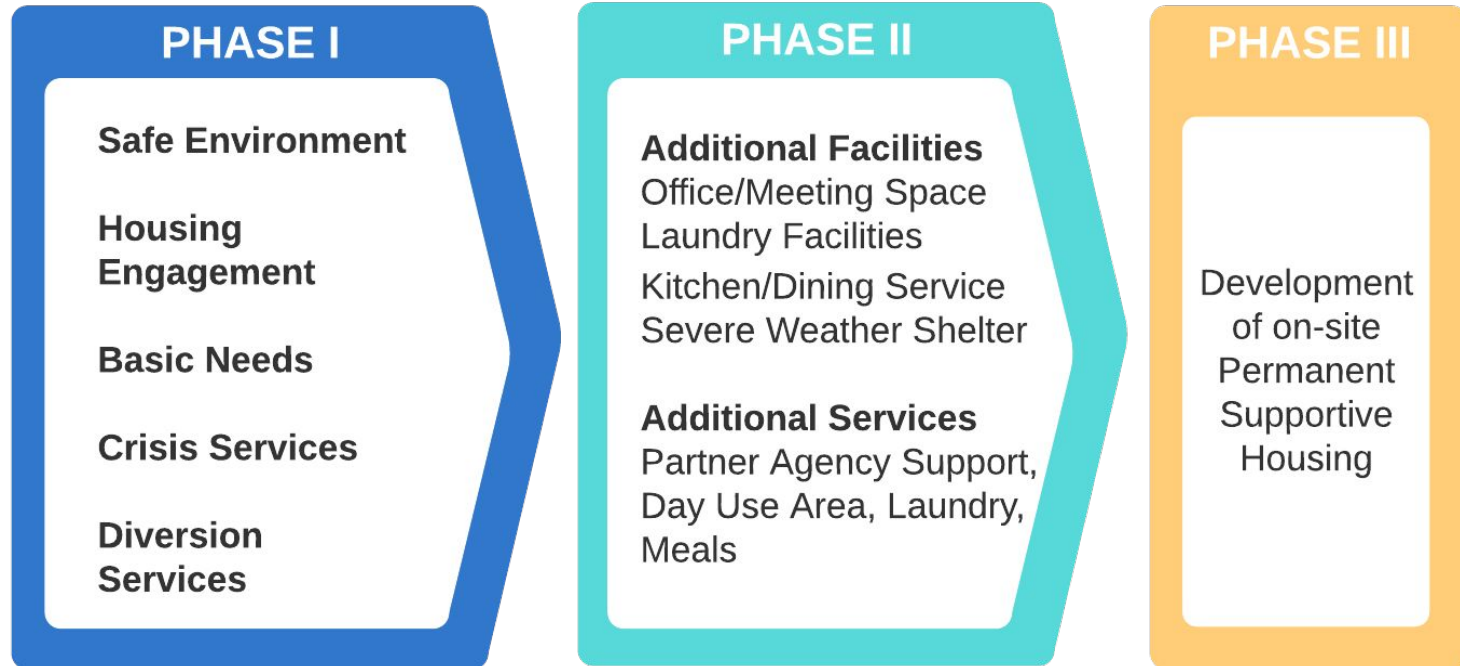 PHASE I
Safe Environment
Housing
Engagement
Basic Needs
Crisis Services
Diversion
Services
PHASE II
Additional Facilities
Office/Meeting Space
Laundry Facilities
Kitchen/Dining Service
Severe Weather Shelter
Additional Services
Partner Agency Support,
Day Use Area, Laundry,
Meals
PHASE III
Development
of on-site
Permanent
Supportive
Housing